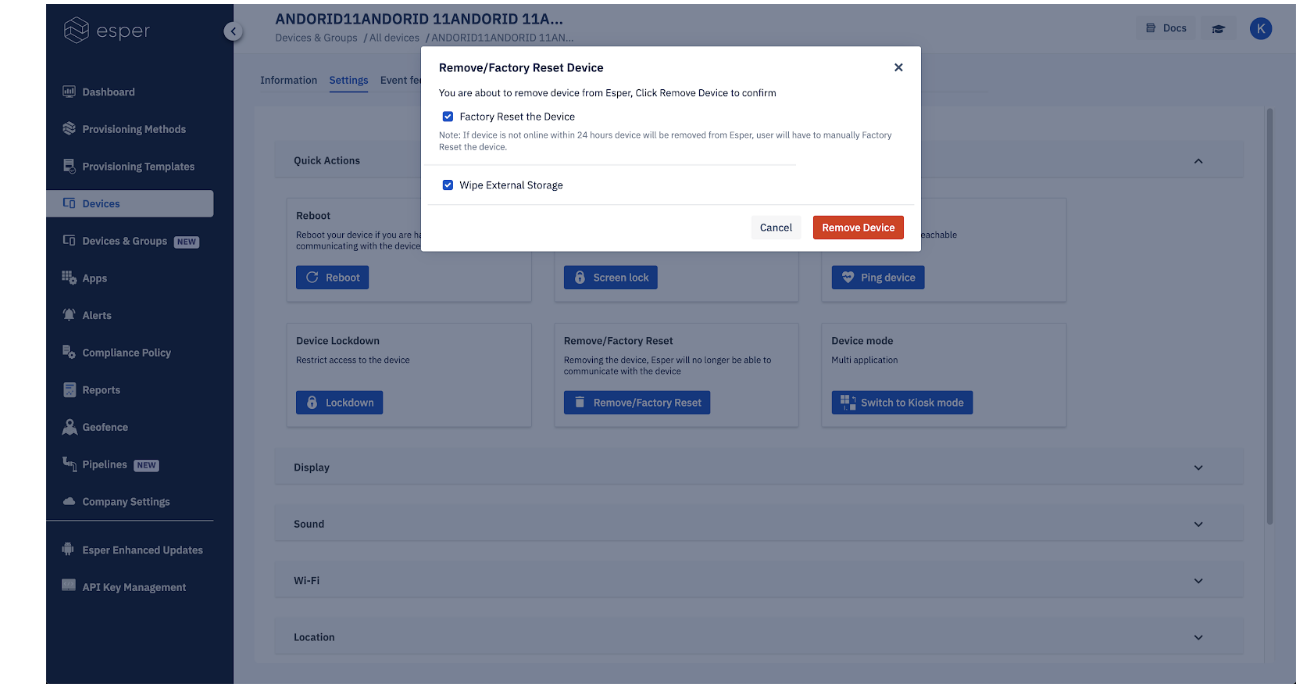 esper
ANDORID11ANDORID 11ANDORID 11A...
Devices & Groups / All devices / ANDORID11ANDORID 11AN...
Docs
K
Dashboard
Provisioning Methods
Provisioning Templates
Devices
Devices & Groups NEW
Apps
Alerts
Compliance Policy
Reports
Geofence
Pipelines NEW
Company Settings
Esper Enhanced Updates
API Key Management
Information Settings Event fe
Remove/Factory Reset Device
You are about to remove device from Esper, Click Remove Device to confirm
Factory Reset the Device
Note: If device is not online within 24 hours device will be removed from Esper, user will have to manually Factory
Reset the device.
Wipe External Storage
Cancel Remove Device
Quick Actions
Reboot
Reboot your device if you are ha
communicating with the device
Reboot
Screen lock
eachable
Ping device
Device Lockdown
Restrict access to the device
Lockdown
Remove/Factory Reset
Removing the device, Esper will no longer be able to
communicate with the device
Remove/Factory Reset
Device mode
Multi application
Switch to Kiosk mode
Display
Sound
Wi-Fi
Location